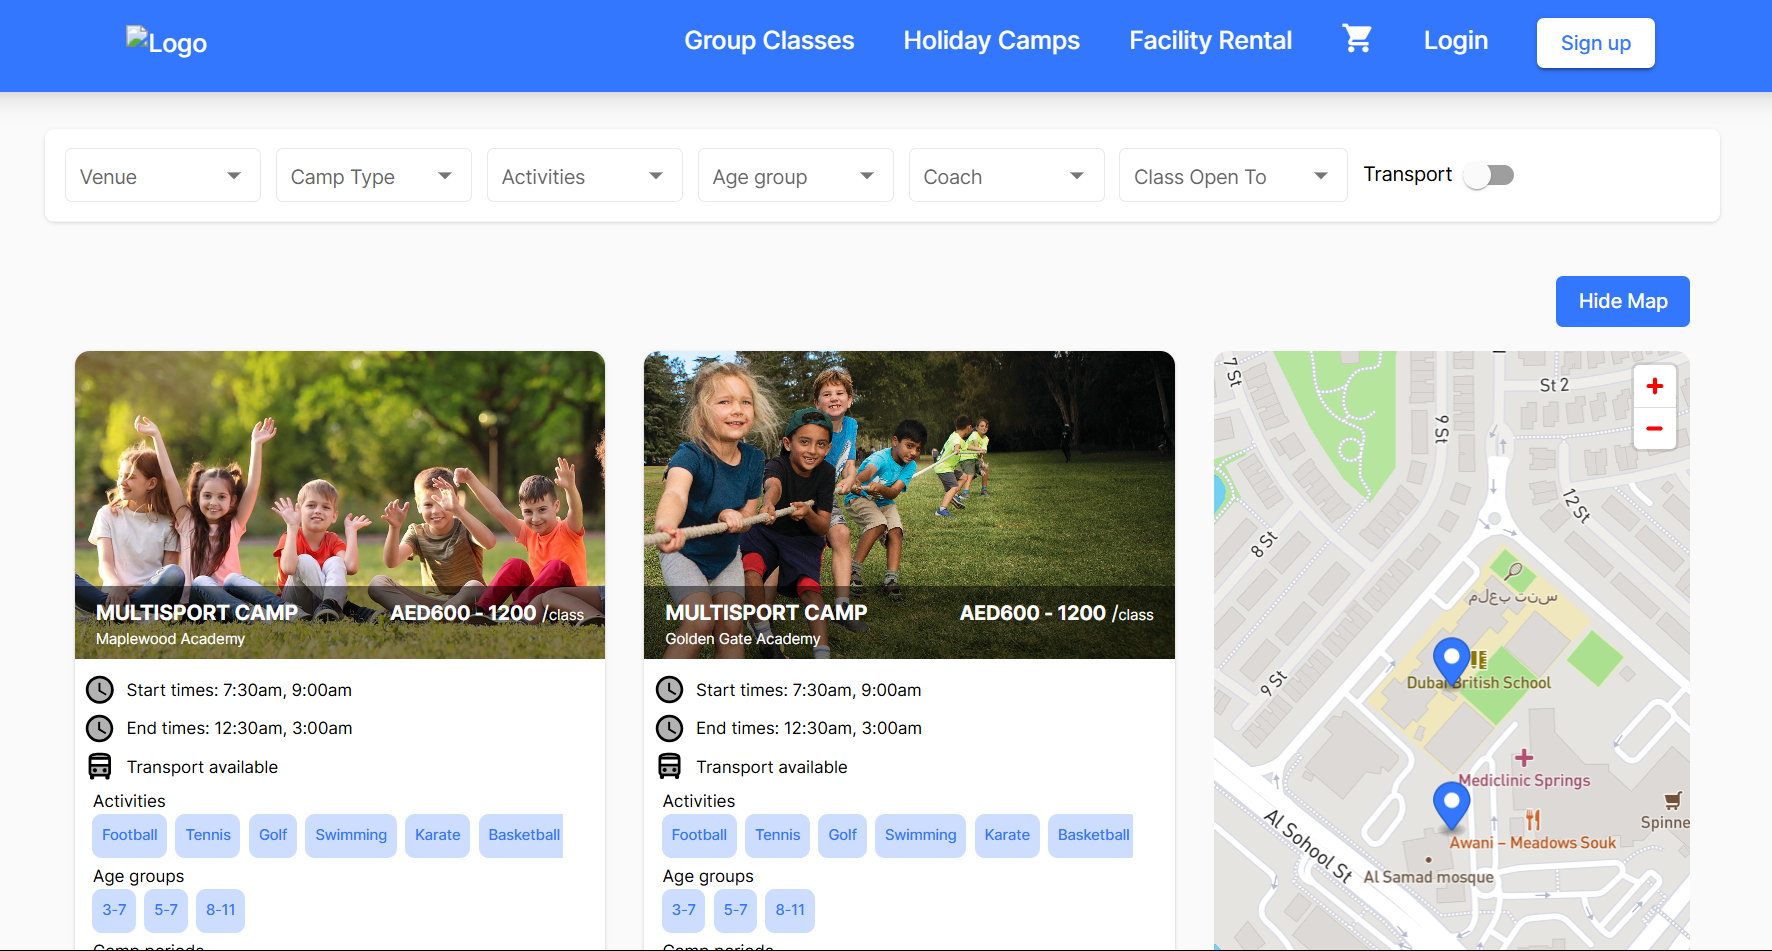 Logo
Group Classes
Holiday Camps
Facility Rental
Login
Sign up
Venue
Camp Type
Activities
Age group
Coach
Class Open To
Transport
Hide Map
MULTISPORT CAMP
AED600 - 1200 /class
Maplewood Academy
Start times: 7:30am, 9:00am
End times: 12:30am, 3:00am
Transport available
Activities
Football Tennis Golf Swimming Karate Basketball
Age groups
3-7 5-7 8-11
Camp periods
MULTISPORT CAMP
AED600 - 1200 /class
Golden Gate Academy
Start times: 7:30am, 9:00am
End times: 12:30am, 3:00am
Transport available
Activities
Football Tennis Golf Swimming Karate Basketball
Age groups
3-7 5-7 8-11
Camp periods
7 St
St 2
+
−
9 St
12 St
8 St
9 St
Dubai British School
Mediclinic Springs
Spinne
Awani – Meadows Souk
Al Sohool St
Al Samad mosque